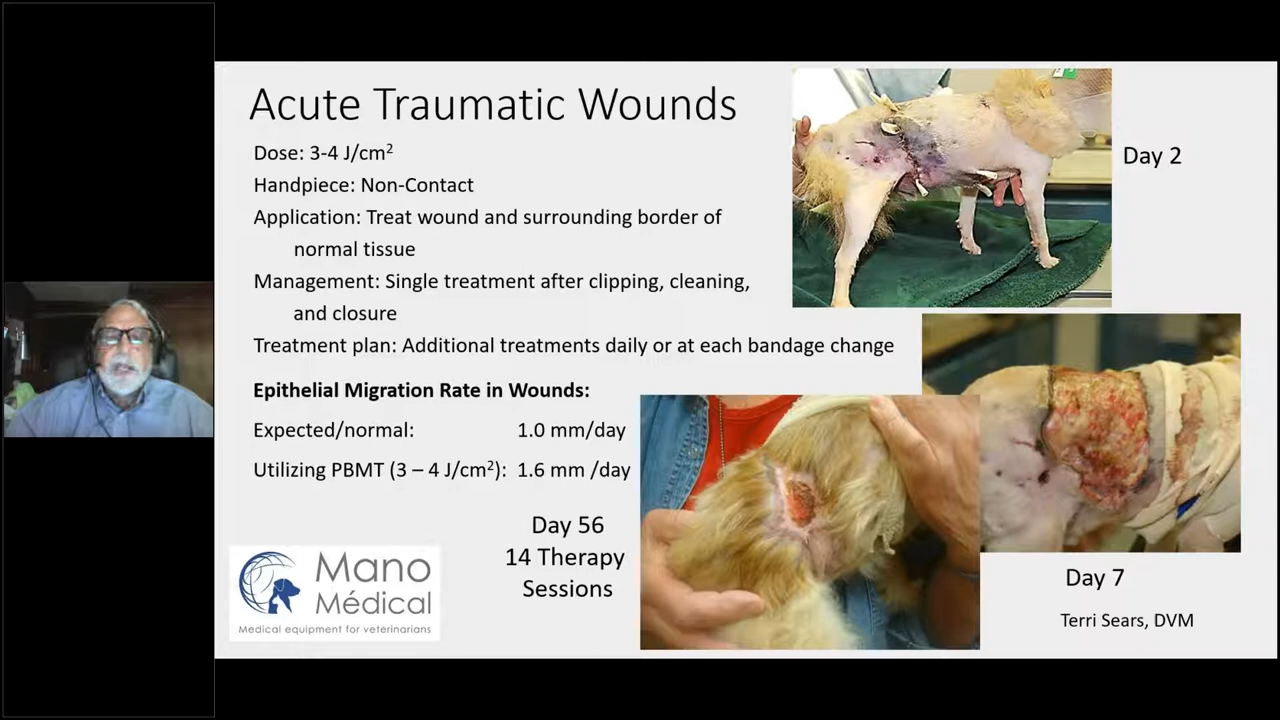 Acute Traumatic Wounds
Dose: 3-4 J/cm²
Handpiece: Non-Contact
Application: Treat wound and surrounding border of
normal tissue
Management: Single treatment after clipping, cleaning,
and closure
Treatment plan: Additional treatments daily or at each bandage change
Epithelial Migration Rate in Wounds:
Expected/normal: 1.0 mm/day
Utilizing PBMT (3 – 4 J/cm²): 1.6 mm /day
Day 2
Day 56
14 Therapy
Sessions
Day 7
Terri Sears, DVM
Mano
Médical
Medical equipment for veterinarians